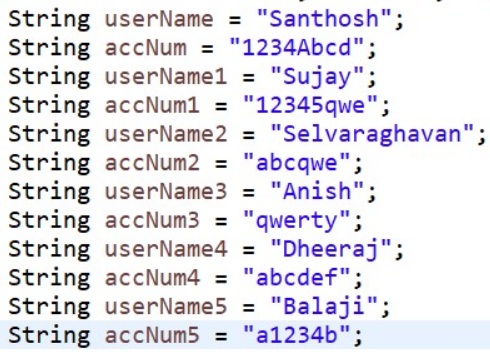 String userName = "Santhosh";
String accNum = "1234Abcd";
String userName1 = "Sujay";
String accNum1 = "12345qwe";
String userName2 = "Selvaraghavan";
String accNum2 = "abcqwe";
String userName3 = "Anish";
String accNum3 = "qwerty";
String userName4 = "Dheeraj";
String accNum4 = "abcdef";
String userName5 = "Balaji";
String accNum5 = "a1234b";